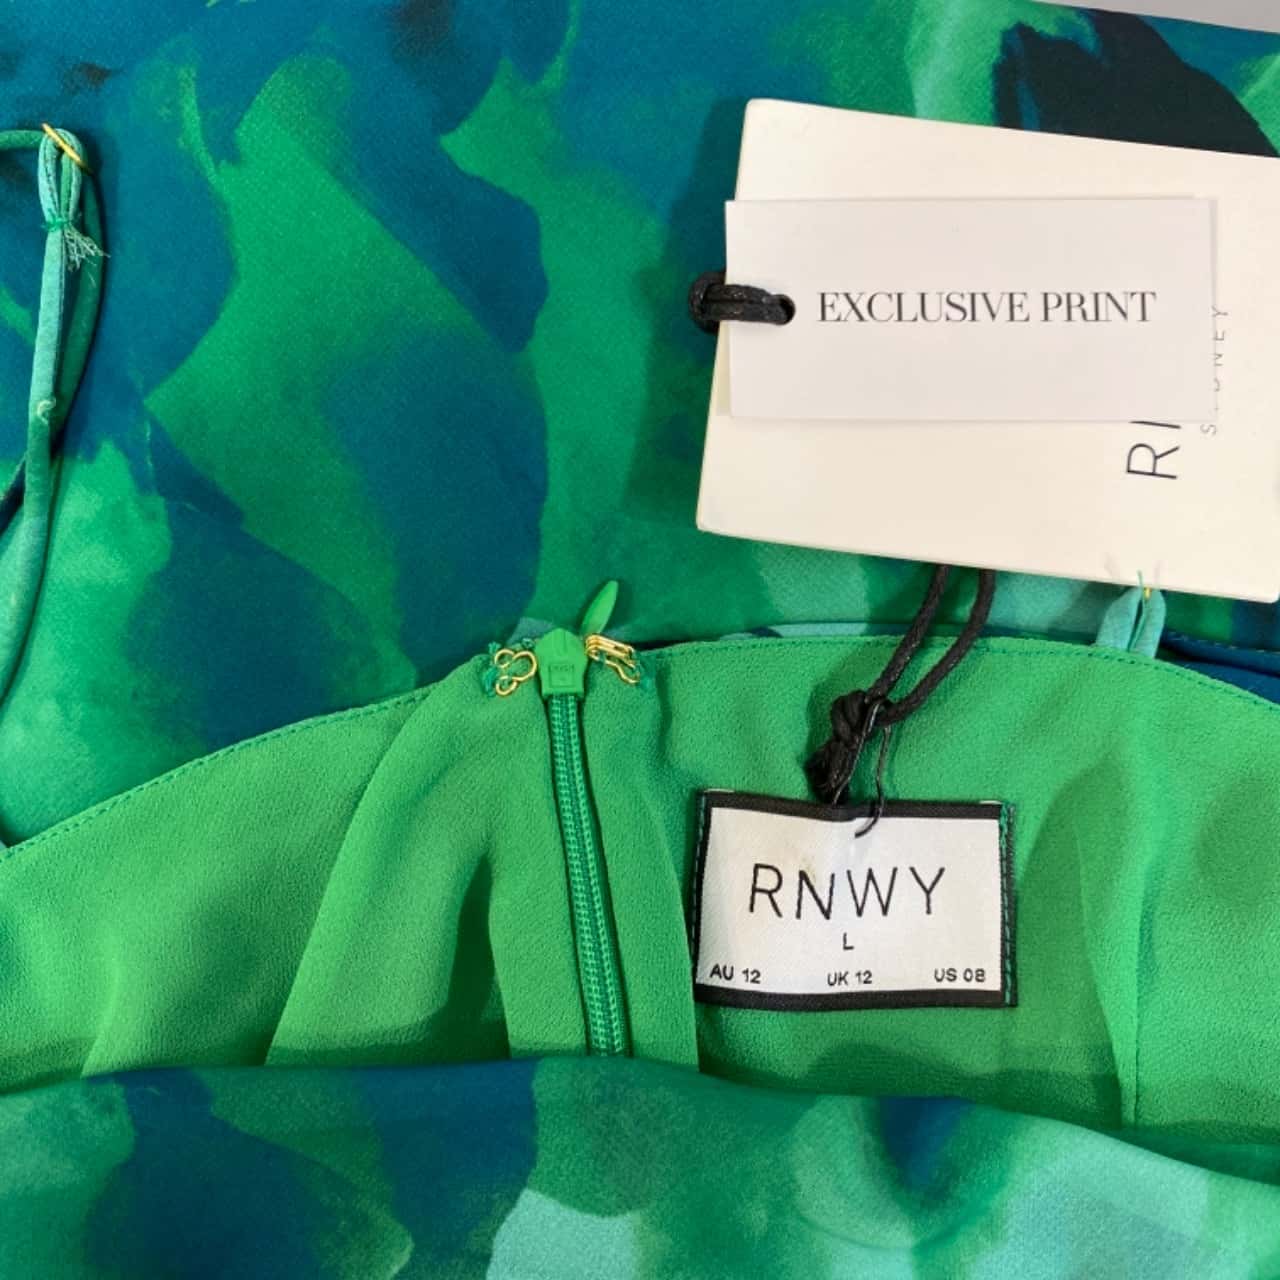 EXCLUSIVE PRINT
RNWY
L
AU 12 UK 12 US 08